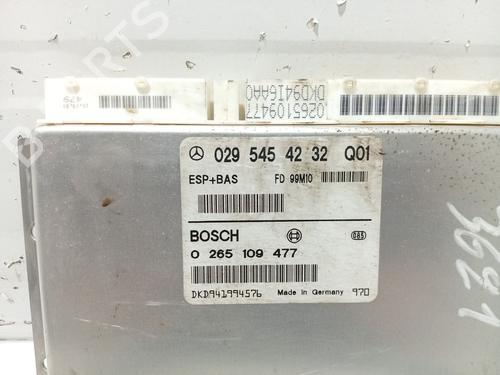 0265109477
DKD9416AA0
029 545 42 32 Q01
ESP+BAS FD 99M10
BOSCH
0 265 109 477
DKD941994576 Made in Germany 970